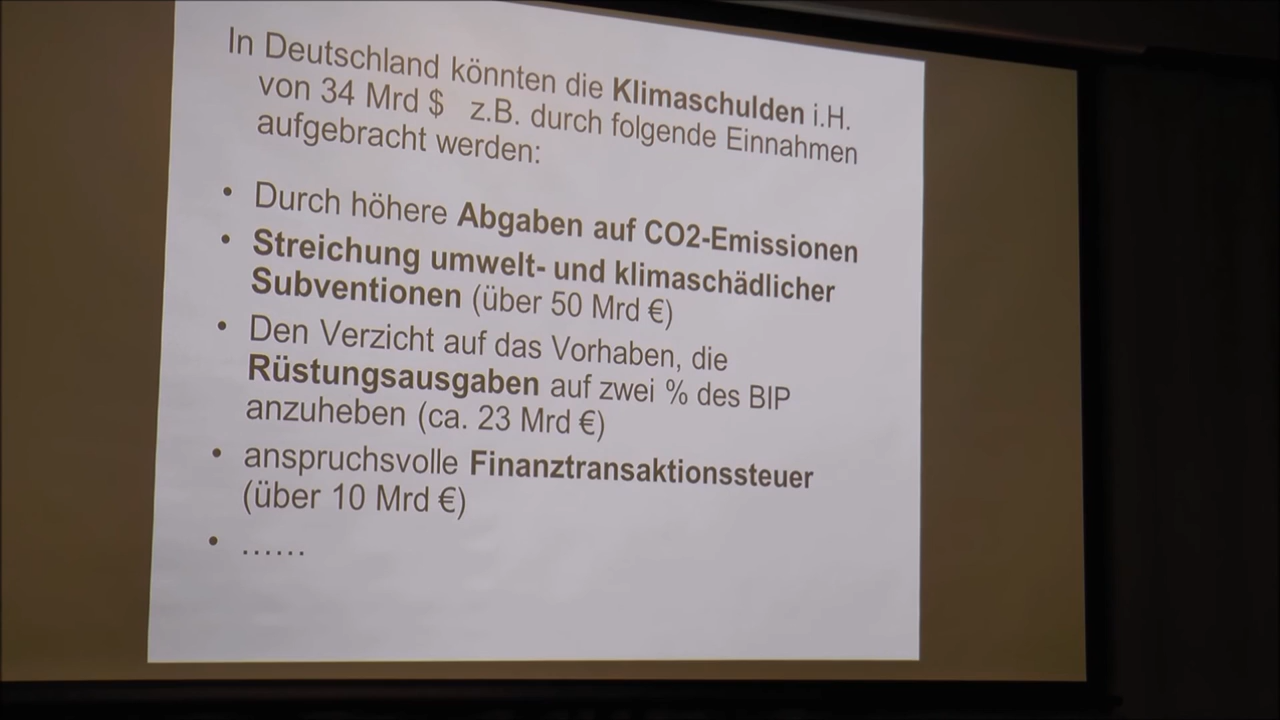 In Deutschland könnten die Klimaschulden i.H.
von 34 Mrd $ z.B. durch folgende Einnahmen
aufgebracht werden:
• Durch höhere Abgaben auf CO2-Emissionen
• Streichung umwelt- und klimaschädlicher
Subventionen (über 50 Mrd €)
• Den Verzicht auf das Vorhaben, die
Rüstungsausgaben auf zwei % des BIP
anzuheben (ca. 23 Mrd €)
• anspruchsvolle Finanztransaktionssteuer
(über 10 Mrd €)
• ......